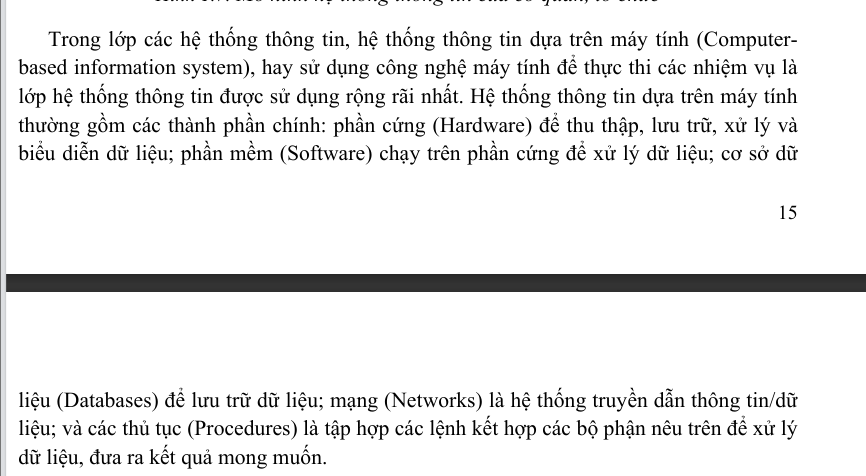 Trong lớp các hệ thống thông tin, hệ thống thông tin dựa trên máy tính (Computer-
based information system), hay sử dụng công nghệ máy tính để thực thi các nhiệm vụ là
lớp hệ thống thông tin được sử dụng rộng rãi nhất. Hệ thống thông tin dựa trên máy tính
thường gồm các thành phần chính: phần cứng (Hardware) để thu thập, lưu trữ, xử lý và
biểu diễn dữ liệu; phần mềm (Software) chạy trên phần cứng để xử lý dữ liệu; cơ sở dữ
15
liệu (Databases) để lưu trữ dữ liệu; mạng (Networks) là hệ thống truyền dẫn thông tin/dữ
liệu; và các thủ tục (Procedures) là tập hợp các lệnh kết hợp các bộ phận nêu trên để xử lý
dữ liệu, đưa ra kết quả mong muốn.